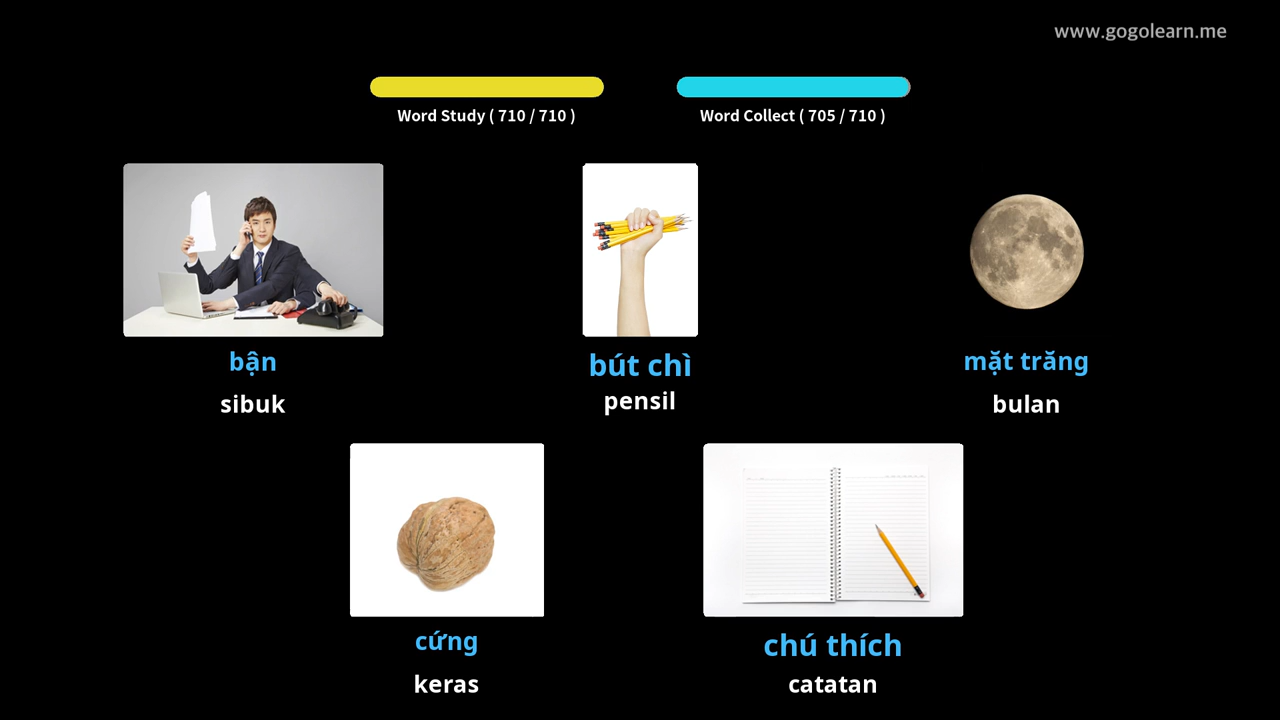 www.gogolearn.me
Word Study ( 710 / 710 )
Word Collect ( 705 / 710 )
bận
sibuk
bút chì
pensil
mặt trăng
bulan
cứng
keras
chú thích
catatan